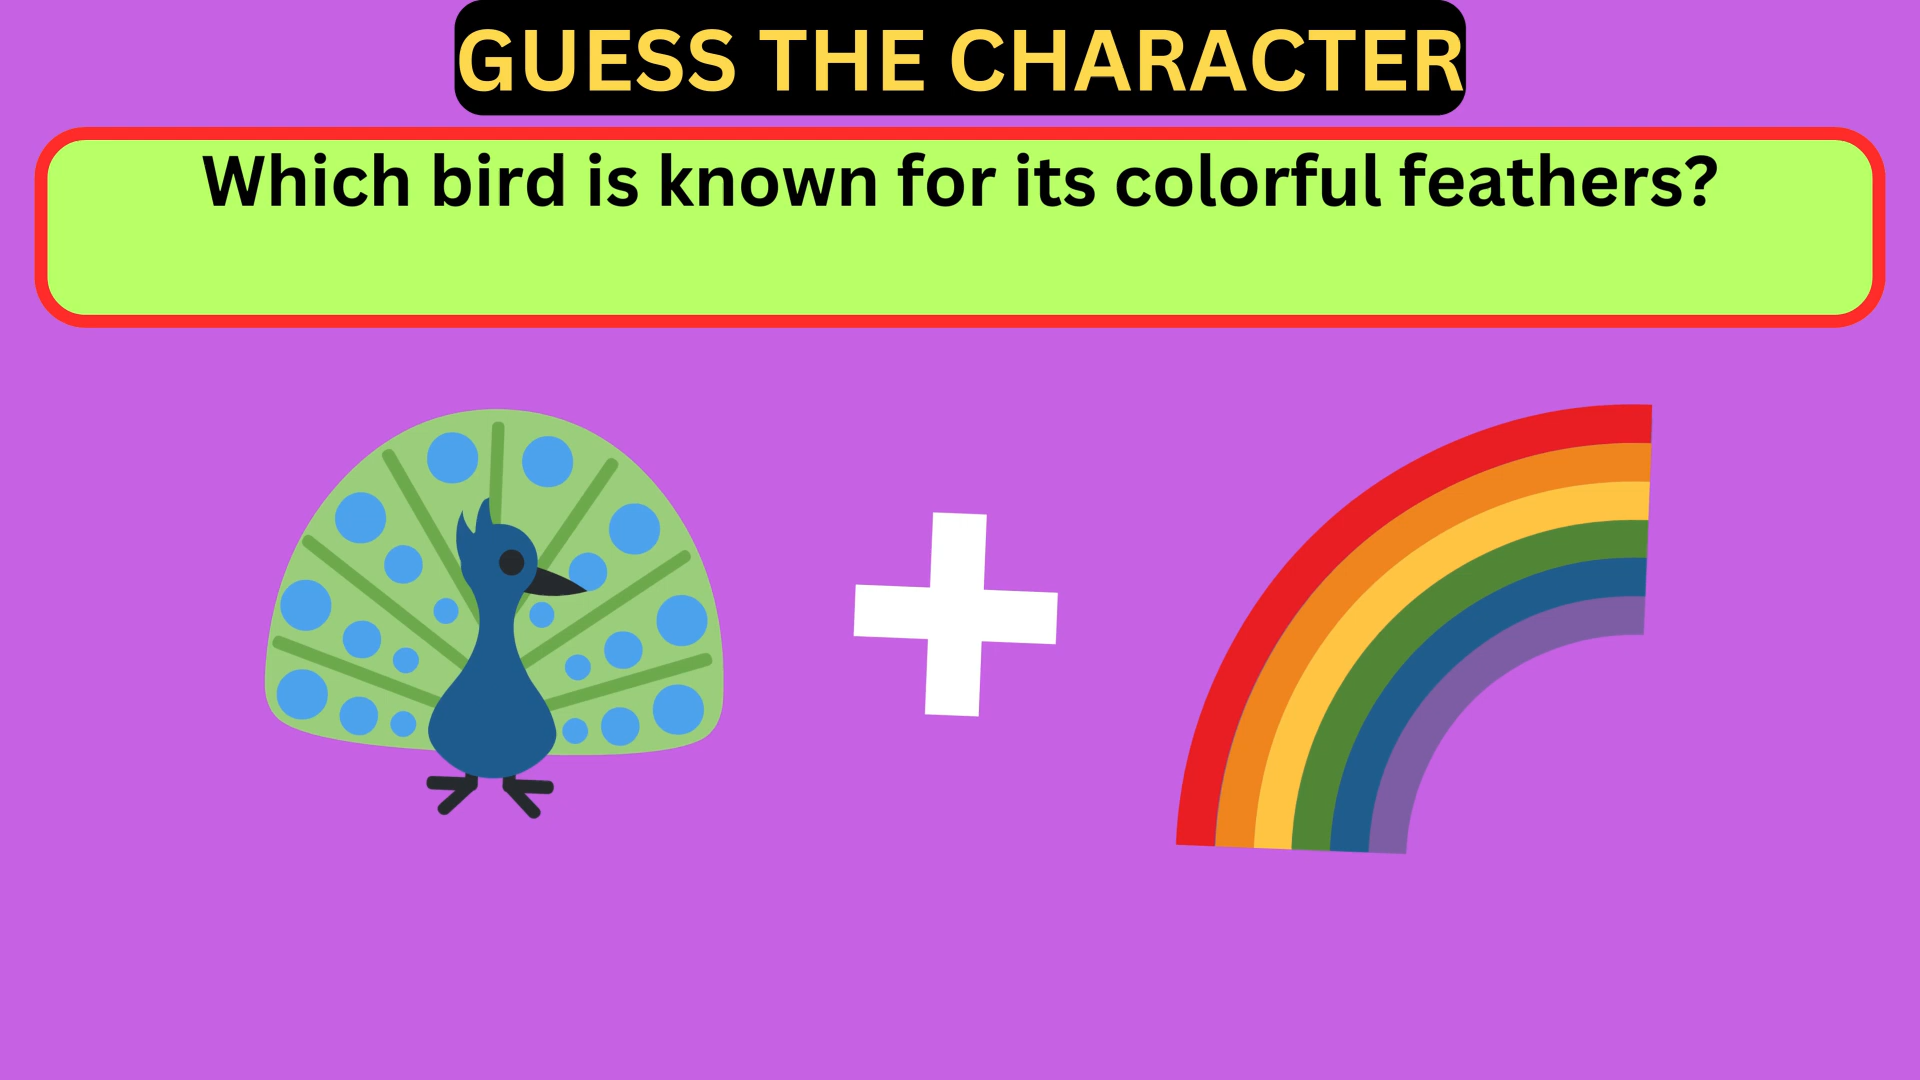 GUESS THE CHARACTER
Which bird is known for its colorful feathers?